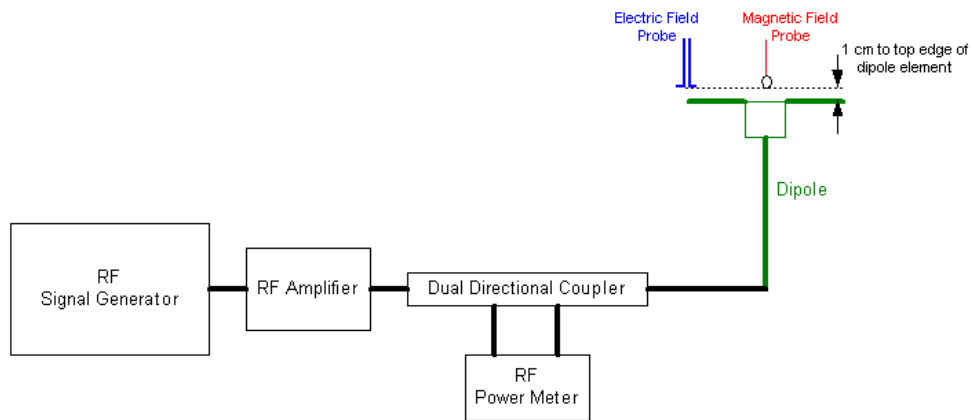 Electric Field
Probe
Magnetic Field
Probe
1 cm to top edge of
dipole element
Dipole
RF
Signal Generator
RF Amplifier
Dual Directional Coupler
RF
Power Meter